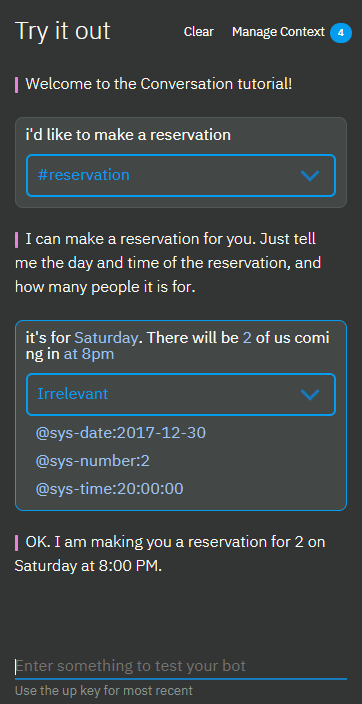 Try it out
Clear
Manage Context
4
Welcome to the Conversation tutorial!
i'd like to make a reservation
#reservation
I can make a reservation for you. Just tell
me the day and time of the reservation, and
how many people it is for.
it's for Saturday. There will be 2 of us comi
ng in at 8pm
Irrelevant
@sys-date:2017-12-30
@sys-number:2
@sys-time:20:00:00
OK. I am making you a reservation for 2 on
Saturday at 8:00 PM.
Enter something to test your bot
Use the up key for most recent